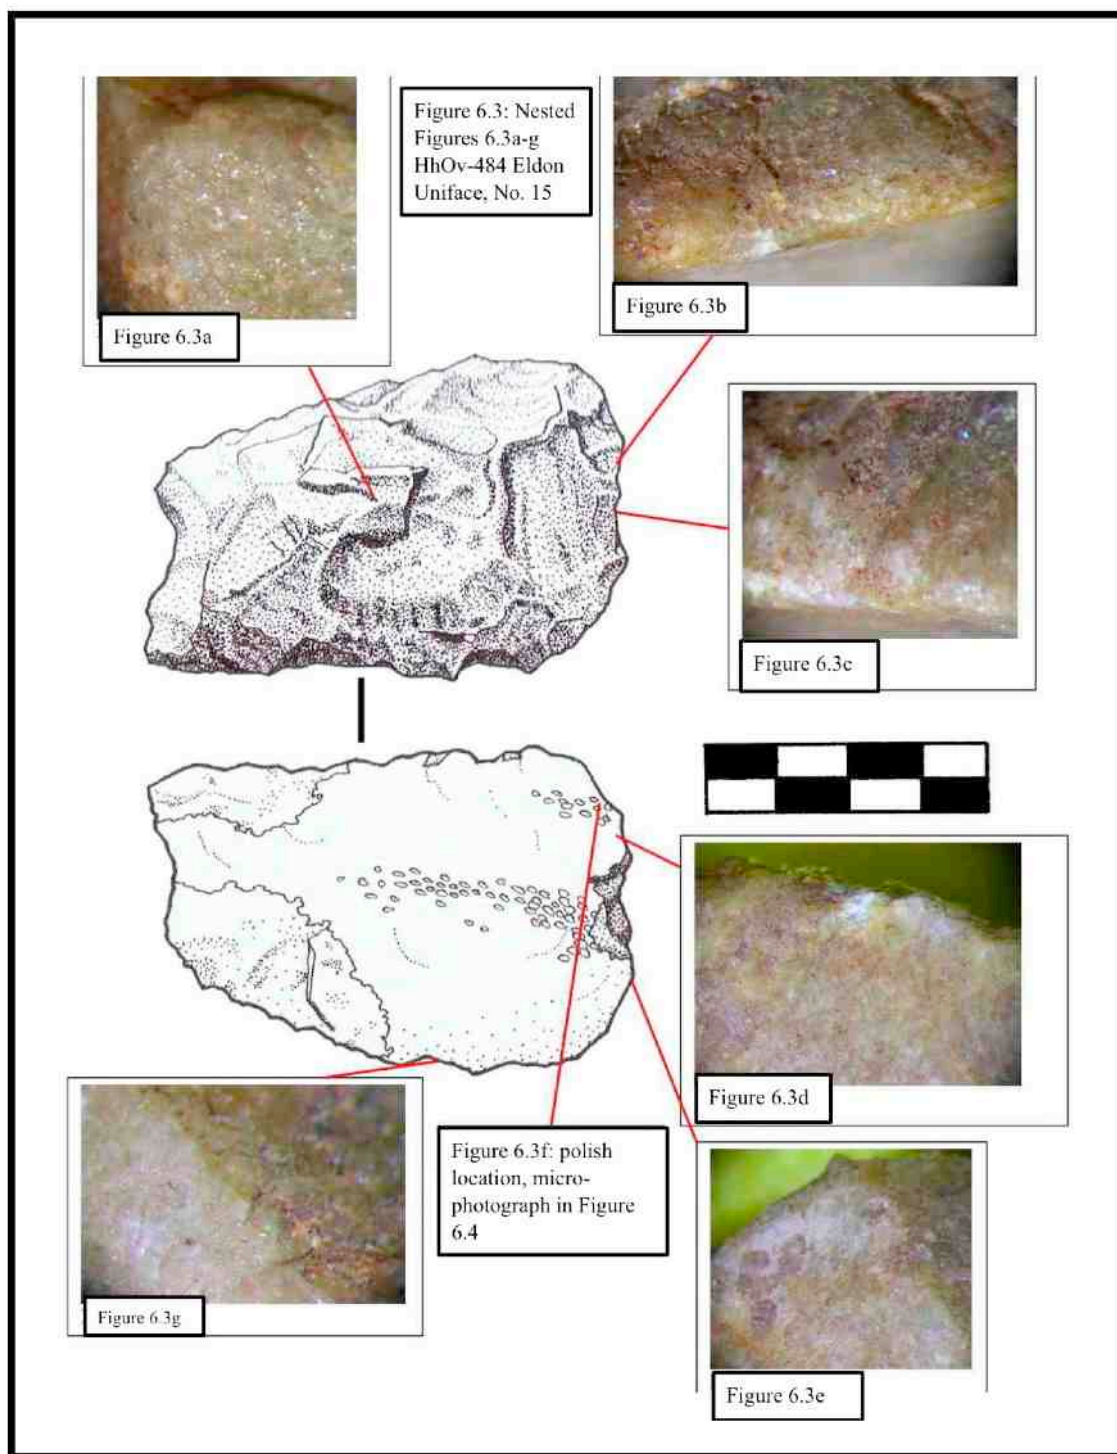 Figure 6.3: Nested
Figures 6.3a-g
HhOv-484 Eldon
Uniface, No. 15
Figure 6.3a
Figure 6.3b
Figure 6.3c
Figure 6.3d
Figure 6.3f: polish
location, micro-
photograph in Figure
6.4
Figure 6.3g
Figure 6.3e